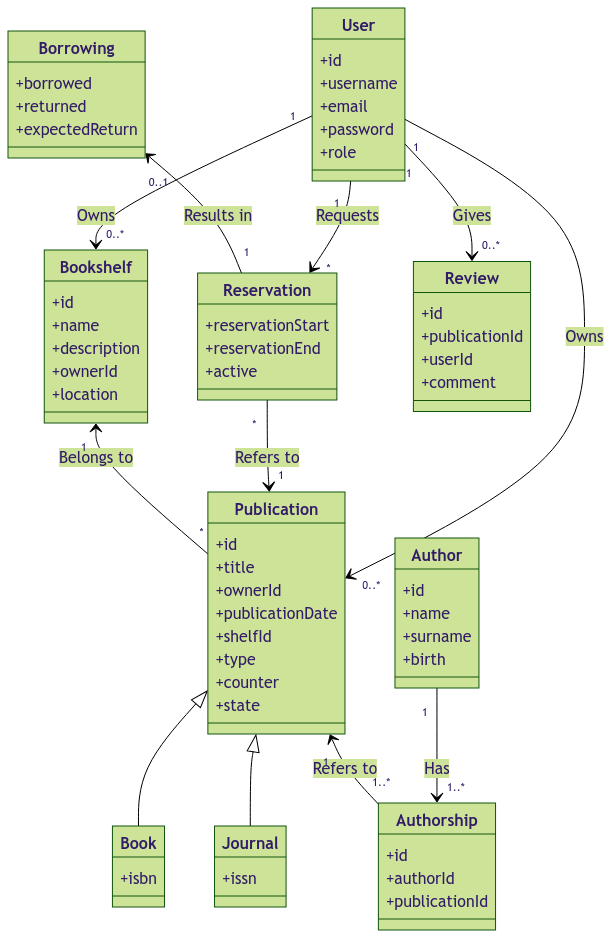 User
+id
+username
+email
+password
+role
Borrowing
+borrowed
+returned
+expectedReturn
1
1
1
1
0..1
Owns
0..*
Results in
1
Requests
*
Gives
0..*
Bookshelf
+id
+name
+description
+ownerId
+location
Reservation
+reservationStart
+reservationEnd
+active
Review
+id
+publicationId
+userId
+comment
Owns
1
Belongs to
*
*
Refers to
1
0..*
Publication
+id
+title
+ownerId
+publicationDate
+shelfId
+type
+counter
+state
Author
+id
+name
+surname
+birth
1
Has
1..*
1
Refers to
1..*
Book
+isbn
Journal
+issn
Authorship
+id
+authorId
+publicationId